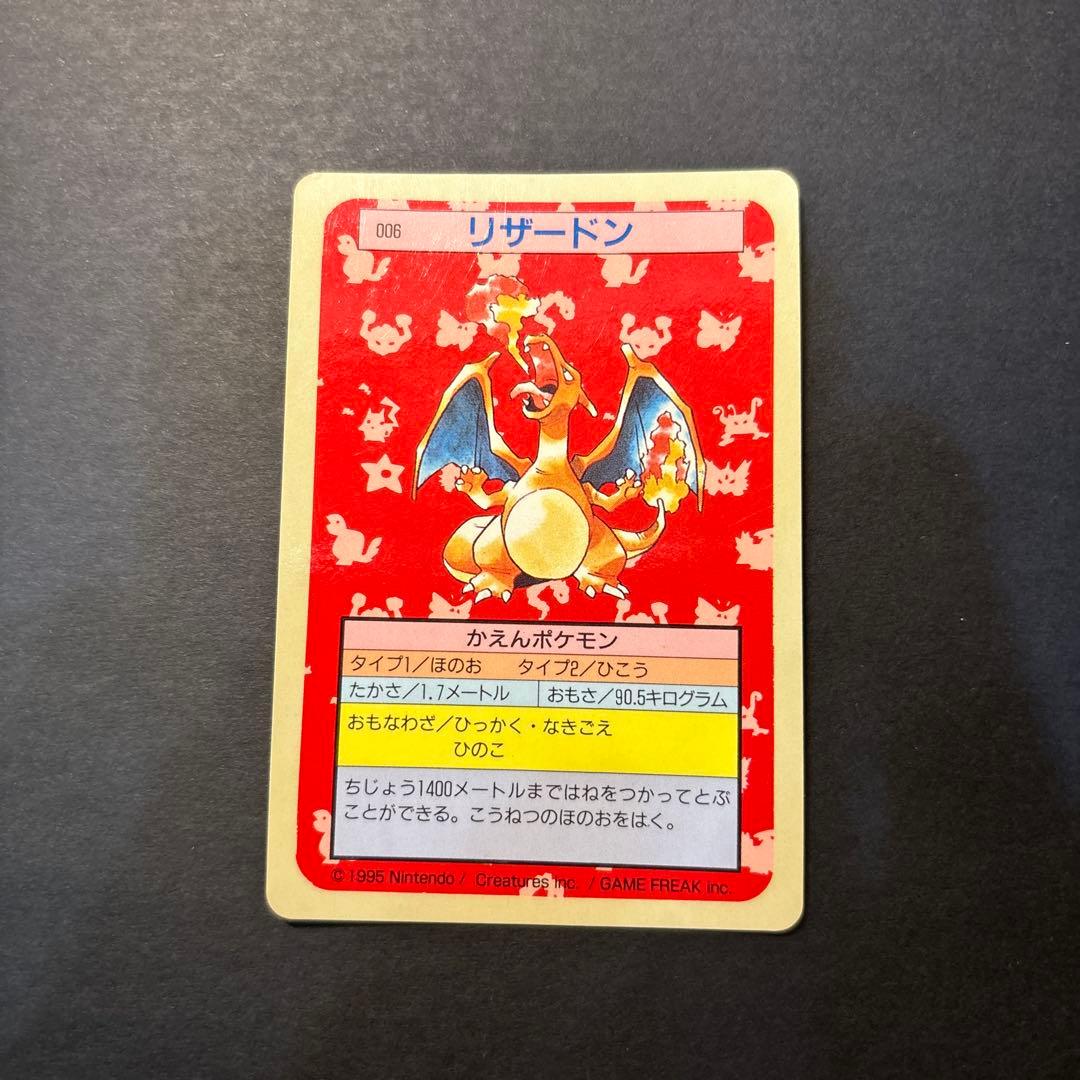 006 リザードン
かえんポケモン
タイプ1/ほのお タイプ2/ひこう
たかさ/1.7メートル おもさ/90.5キログラム
おもなわざ/ひっかく・なきごえ
ひのこ
ちじょう1400メートルまではねをつかってとぶ
ことができる。こうねつのほのおをはく。
© 1995 Nintendo / Creatures inc. / GAME FREAK inc.